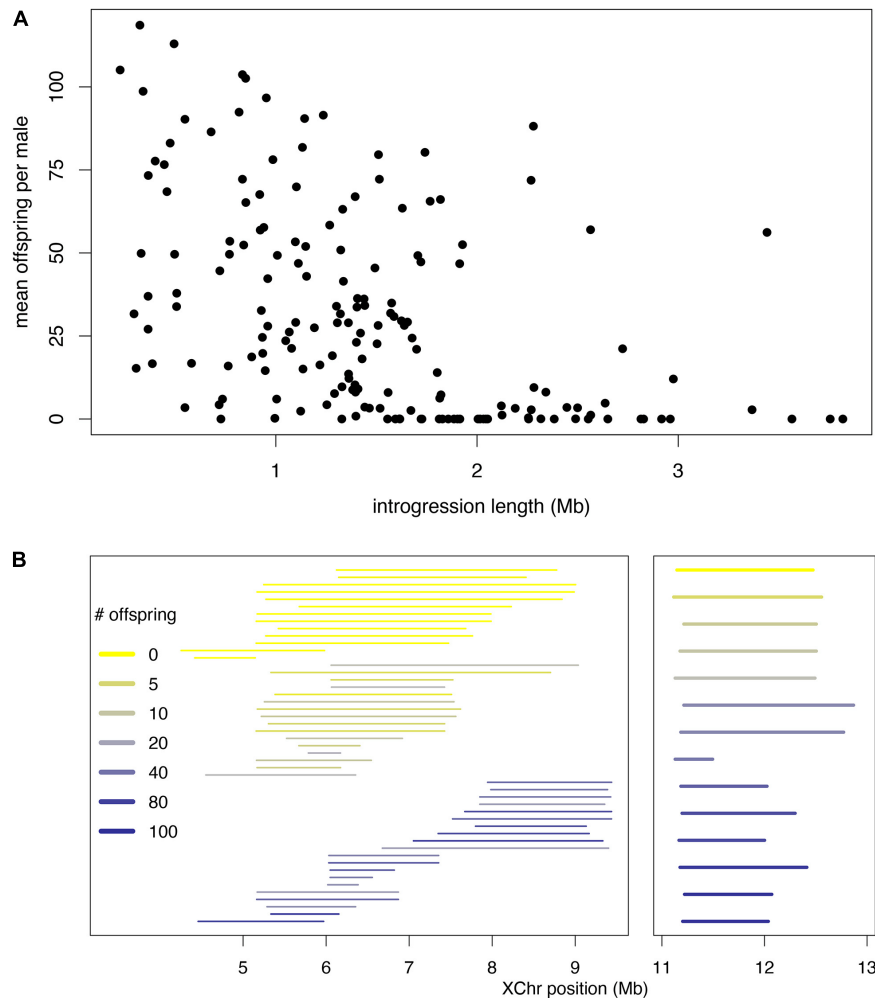 A
mean offspring per male
100
75
50
25
0
1 2 3
introgression length (Mb)
B
# offspring
0
5
10
20
40
80
100
5 6 7 8 9 11 12 13
XChr position (Mb)